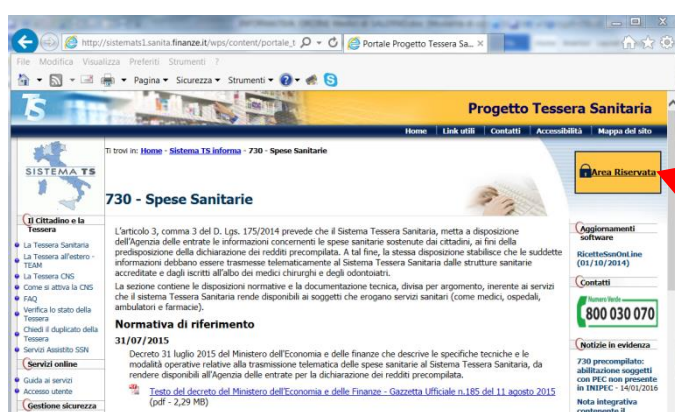 http://sistemats1.sanita.finanze.it/wps/content/portale_t
Portale Progetto Tessera Sa...
File Modifica Visualizza Preferiti Strumenti ?
Pagina Sicurezza Strumenti
TS
Progetto Tessera Sanitaria
Home Link utili Contatti Accessibilità Mappa del sito
SISTEMA TS
Ti trovi in: Home - Sistema TS informa - 730 - Spese Sanitarie
Area Riservata
730 - Spese Sanitarie
Il Cittadino e la
Tessera
La Tessera Sanitaria
La Tessera all'estero -
TEAM
La Tessera CNS
Come si attiva la CNS
FAQ
Verifica lo stato della
Tessera
Chiedi il duplicato della
Tessera
Servizi Assistito SSN
Servizi online
Guida ai servizi
Accesso utente
Gestione sicurezza
L'articolo 3, comma 3 del D. Lgs. 175/2014 prevede che il Sistema Tessera Sanitaria, metta a disposizione
dell'Agenzia delle entrate le informazioni concernenti le spese sanitarie sostenute dai cittadini, ai fini della
predisposizione della dichiarazione dei redditi precompilata. A tal fine, la stessa disposizione stabilisce che le suddette
informazioni debbano essere trasmesse telematicamente al Sistema Tessera Sanitaria dalle strutture sanitarie
accreditate e dagli iscritti all'albo dei medici chirurghi e degli odontoiatri.
La sezione contiene le disposizioni normative e la documentazione tecnica, divisa per argomento, inerente ai servizi
che il sistema Tessera Sanitaria rende disponibili ai soggetti che erogano servizi sanitari (come medici, ospedali,
ambulatori e farmacie).
Normativa di riferimento
31/07/2015
Decreto 31 luglio 2015 del Ministero dell'Economia e delle finanze che descrive le specifiche tecniche e le
modalità operative relative alla trasmissione telematica delle spese sanitarie al Sistema Tessera Sanitaria, da
rendere disponibili all'Agenzia delle entrate per la dichiarazione dei redditi precompilata.
Testo del decreto del Ministero dell'Economia e delle Finanze - Gazzetta Ufficiale n.185 del 11 agosto 2015
(pdf - 2,29 MB)
Aggiornamenti
software
RicetteSsnOnLine
(01/10/2014)
Contatti
Numero Verde
800 030 070
Notizie in evidenza
730 precompilato:
abilitazione soggetti
con PEC non presente
in INIPEC - 14/01/2016
Nota integrativa
contenente il